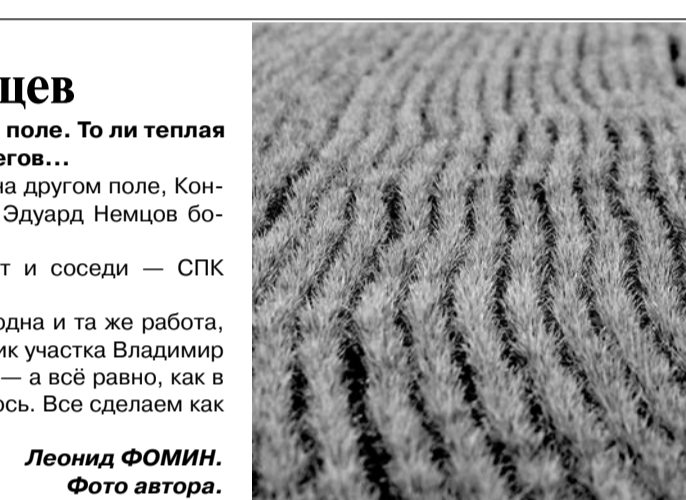 цев
поле. То ли теплая
егов...
на другом поле, Кон-
Эдуард Немцов бо-
т и соседи — СПК
одна и та же работа,
ик участка Владимир
— а всё равно, как в
ось. Все сделаем как
Леонид ФОМИН.
Фото автора.